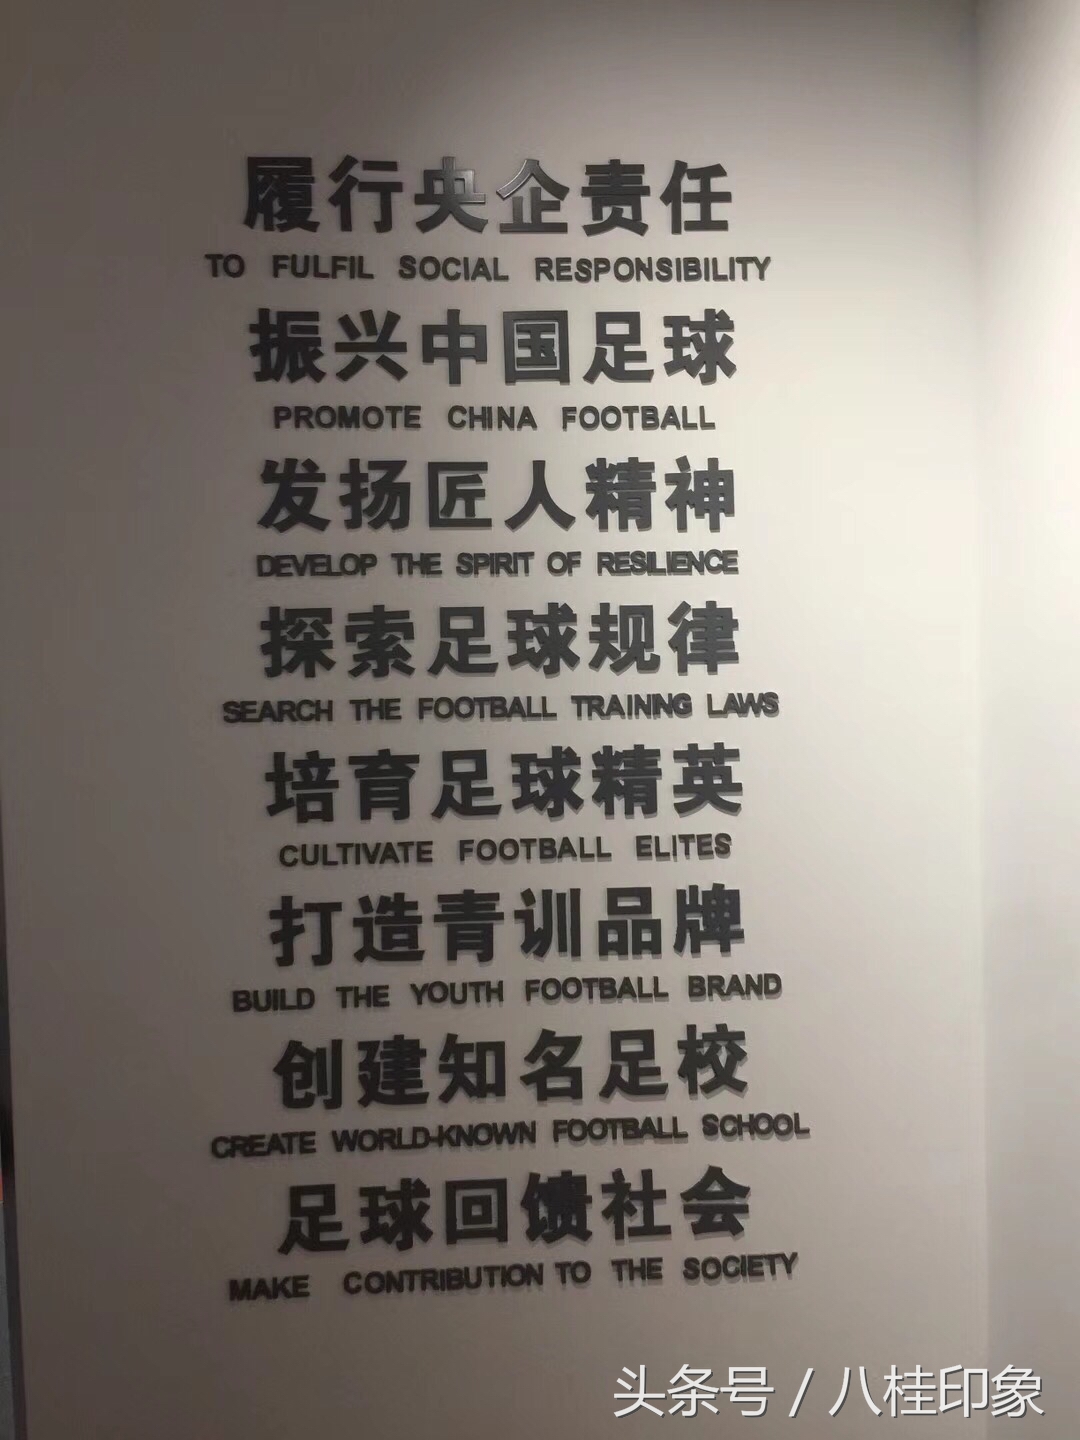 履行央企责任
TO FULFIL SOCIAL RESPONSIBILITY
振兴中国足球
PROMOTE CHINA FOOTBALL
发扬匠人精神
DEVELOP THE SPIRIT OF RESILIENCE
探索足球规律
SEARCH THE FOOTBALL TRAINING LAWS
培育足球精英
CULTIVATE FOOTBALL ELITES
打造青训品牌
BUILD THE YOUTH FOOTBALL BRAND
创建知名足校
CREATE WORLD-KNOWN FOOTBALL SCHOOL
足球回馈社会
MAKE CONTRIBUTION TO THE SOCIETY
头条号 / 八桂印象